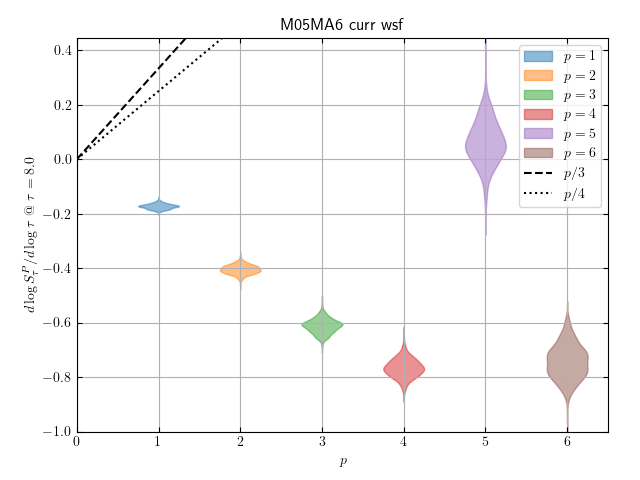 M05MA6 curr wsf
d log S_τ^P / d log τ @ τ = 8.0
0.4
0.2
0.0
−0.2
−0.4
−0.6
−0.8
−1.0
0 1 2 3 4 5 6
p
p = 1
p = 2
p = 3
p = 4
p = 5
p = 6
p/3
p/4